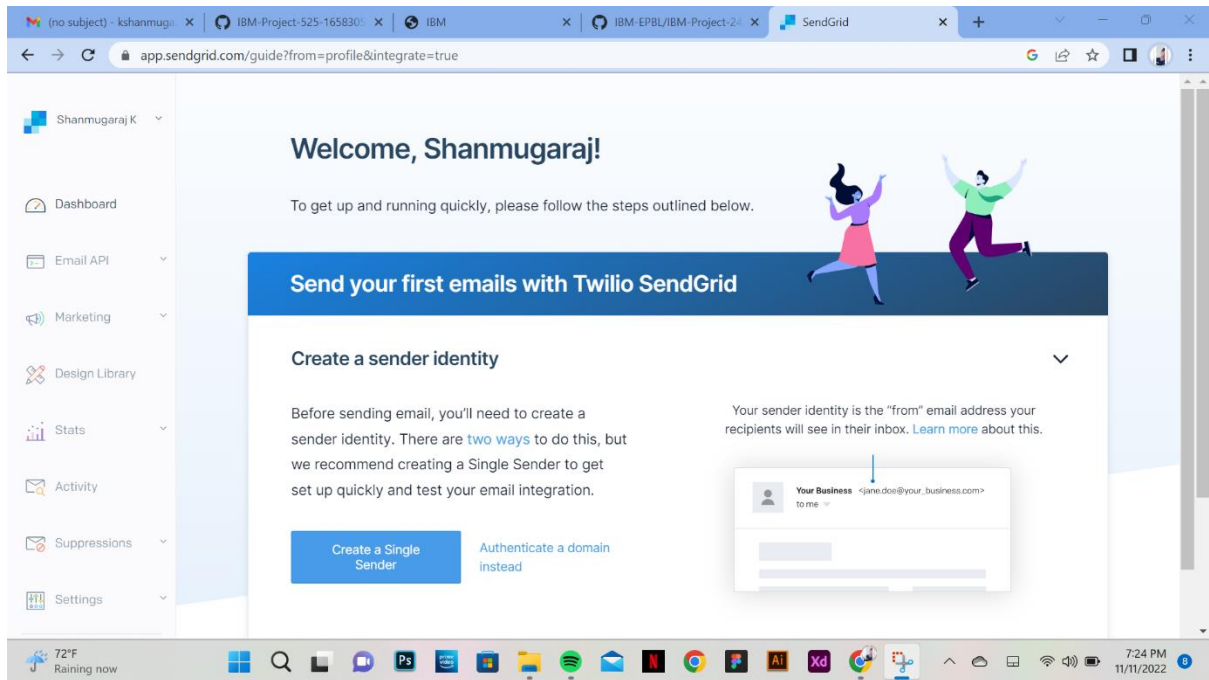 (no subject) - kshanmuga
IBM-Project-525-165830
IBM
IBM-EPBL/IBM-Project-24
SendGrid
app.sendgrid.com/guide?from=profile&integrate=true
Shanmugaraj K
Dashboard
Email API
Marketing
Design Library
Stats
Activity
Suppressions
Settings
Welcome, Shanmugaraj!
To get up and running quickly, please follow the steps outlined below.
Send your first emails with Twilio SendGrid
Create a sender identity
Before sending email, you'll need to create a
sender identity. There are two ways to do this, but
we recommend creating a Single Sender to get
set up quickly and test your email integration.
Create a Single
Sender
Authenticate a domain
instead
Your sender identity is the "from" email address your
recipients will see in their inbox. Learn more about this.
Your Business <jane.doe@your_business.com>
to me
72°F
Raining now
Ps
prime
video
N
Ai
Xd
7:24 PM
11/11/2022
8